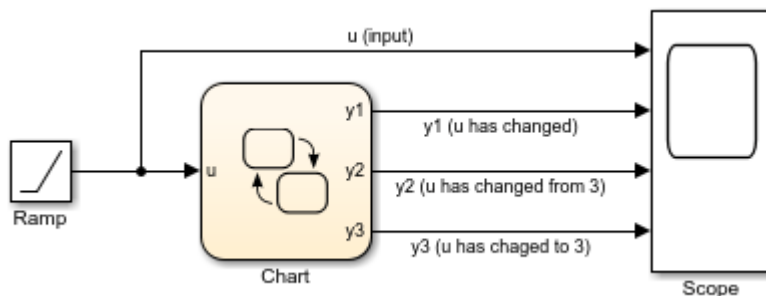 u (input)
y1
y1 (u has changed)
u
y2
y2 (u has changed from 3)
y3
y3 (u has chaged to 3)
Ramp
Chart
Scope